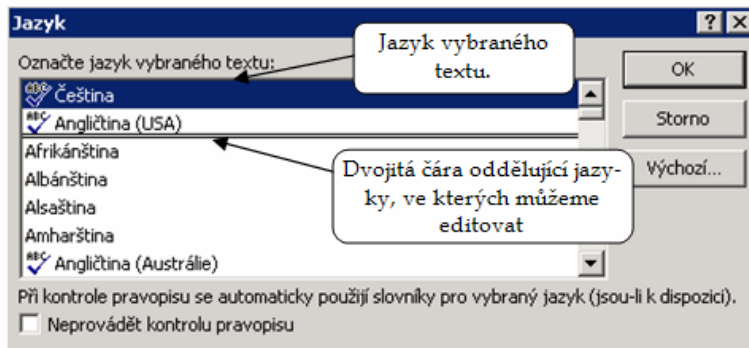 Jazyk
Označte jazyk vybraného textu:
Jazyk vybraného
textu.
OK
Čeština
Angličtina (USA)
Storno
Afrikánština
Albánština
Alsaština
Amharština
Angličtina (Austrálie)
Dvojitá čára oddělující jazy-
ky, ve kterých můžeme
editovat
Výchozí...
Při kontrole pravopisu se automaticky použijí slovníky pro vybraný jazyk (jsou-li k dispozici).
Neprovádět kontrolu pravopisu